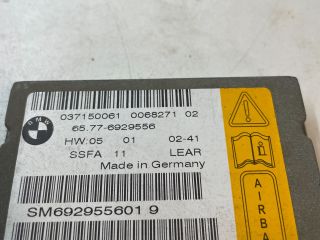 BMW
037150061 0068271 02
65.77-6929556
HW:05 01 02-41
SSFA 11 LEAR
Made in Germany
SM692955601 9
AIRBA